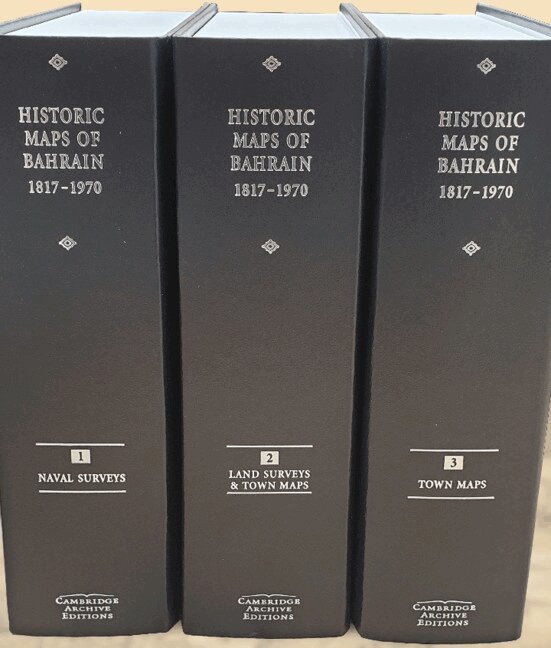 HISTORIC
MAPS OF
BAHRAIN
1817-1970
1
NAVAL SURVEYS
CAMBRIDGE
ARCHIVE
EDITIONS
HISTORIC
MAPS OF
BAHRAIN
1817-1970
2
LAND SURVEYS
& TOWN MAPS
CAMBRIDGE
ARCHIVE
EDITIONS
HISTORIC
MAPS OF
BAHRAIN
1817-1970
3
TOWN MAPS
CAMBRIDGE
ARCHIVE
EDITIONS